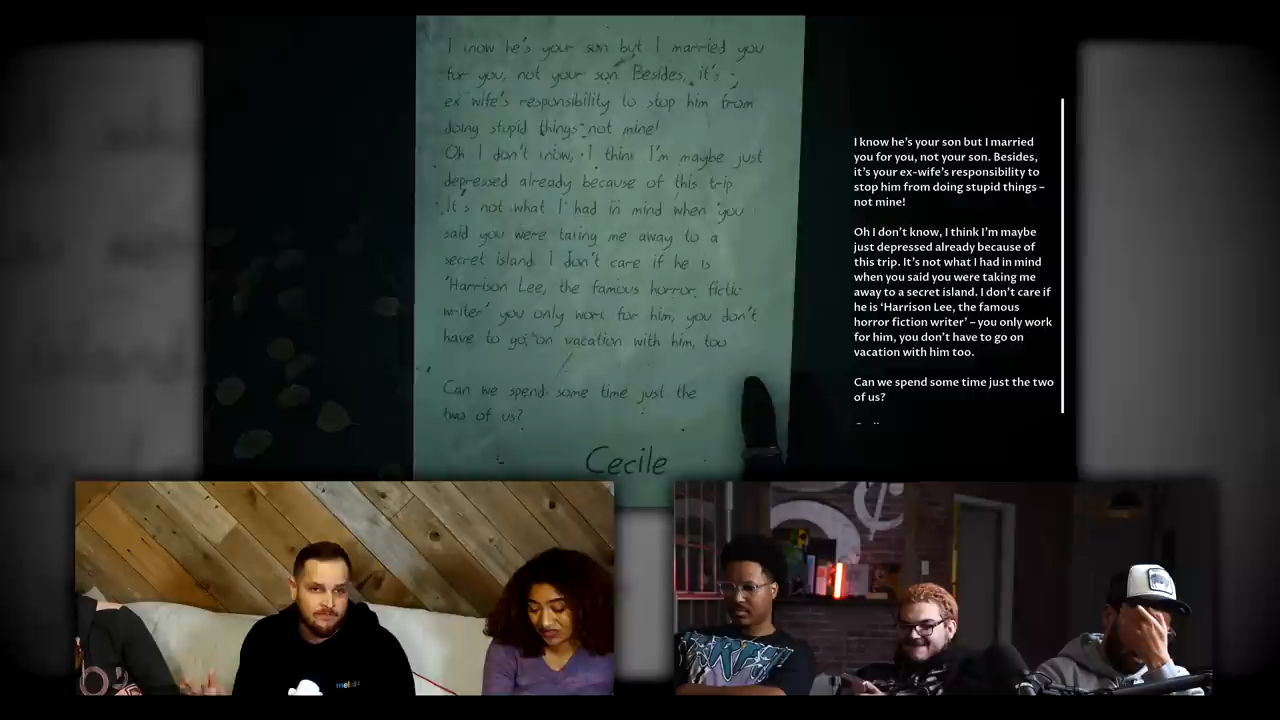 I know he's your son but I married you
for you, not your son. Besides, it's
ex wife's responsibility to stop him from
doing stupid things not mine!
Oh I don't know, I think I'm maybe just
depressed already because of this trip
It's not what I had in mind when you
said you were taking me away to a
secret island. I don't care if he is
'Harrison Lee, the famous horror fictic
writer' you only work for him, you don't
have to go on vacation with him, too
Can we spend some time just the
two of us?
Cecile
I know he's your son but I married
you for you, not your son. Besides,
it's your ex-wife's responsibility to
stop him from doing stupid things –
not mine!
Oh I don't know, I think I'm maybe
just depressed already because of
this trip. It's not what I had in mind
when you said you were taking me
away to a secret island. I don't care if
he is 'Harrison Lee, the famous
horror fiction writer' – you only work
for him, you don't have to go on
vacation with him too.
Can we spend some time just the two
of us?